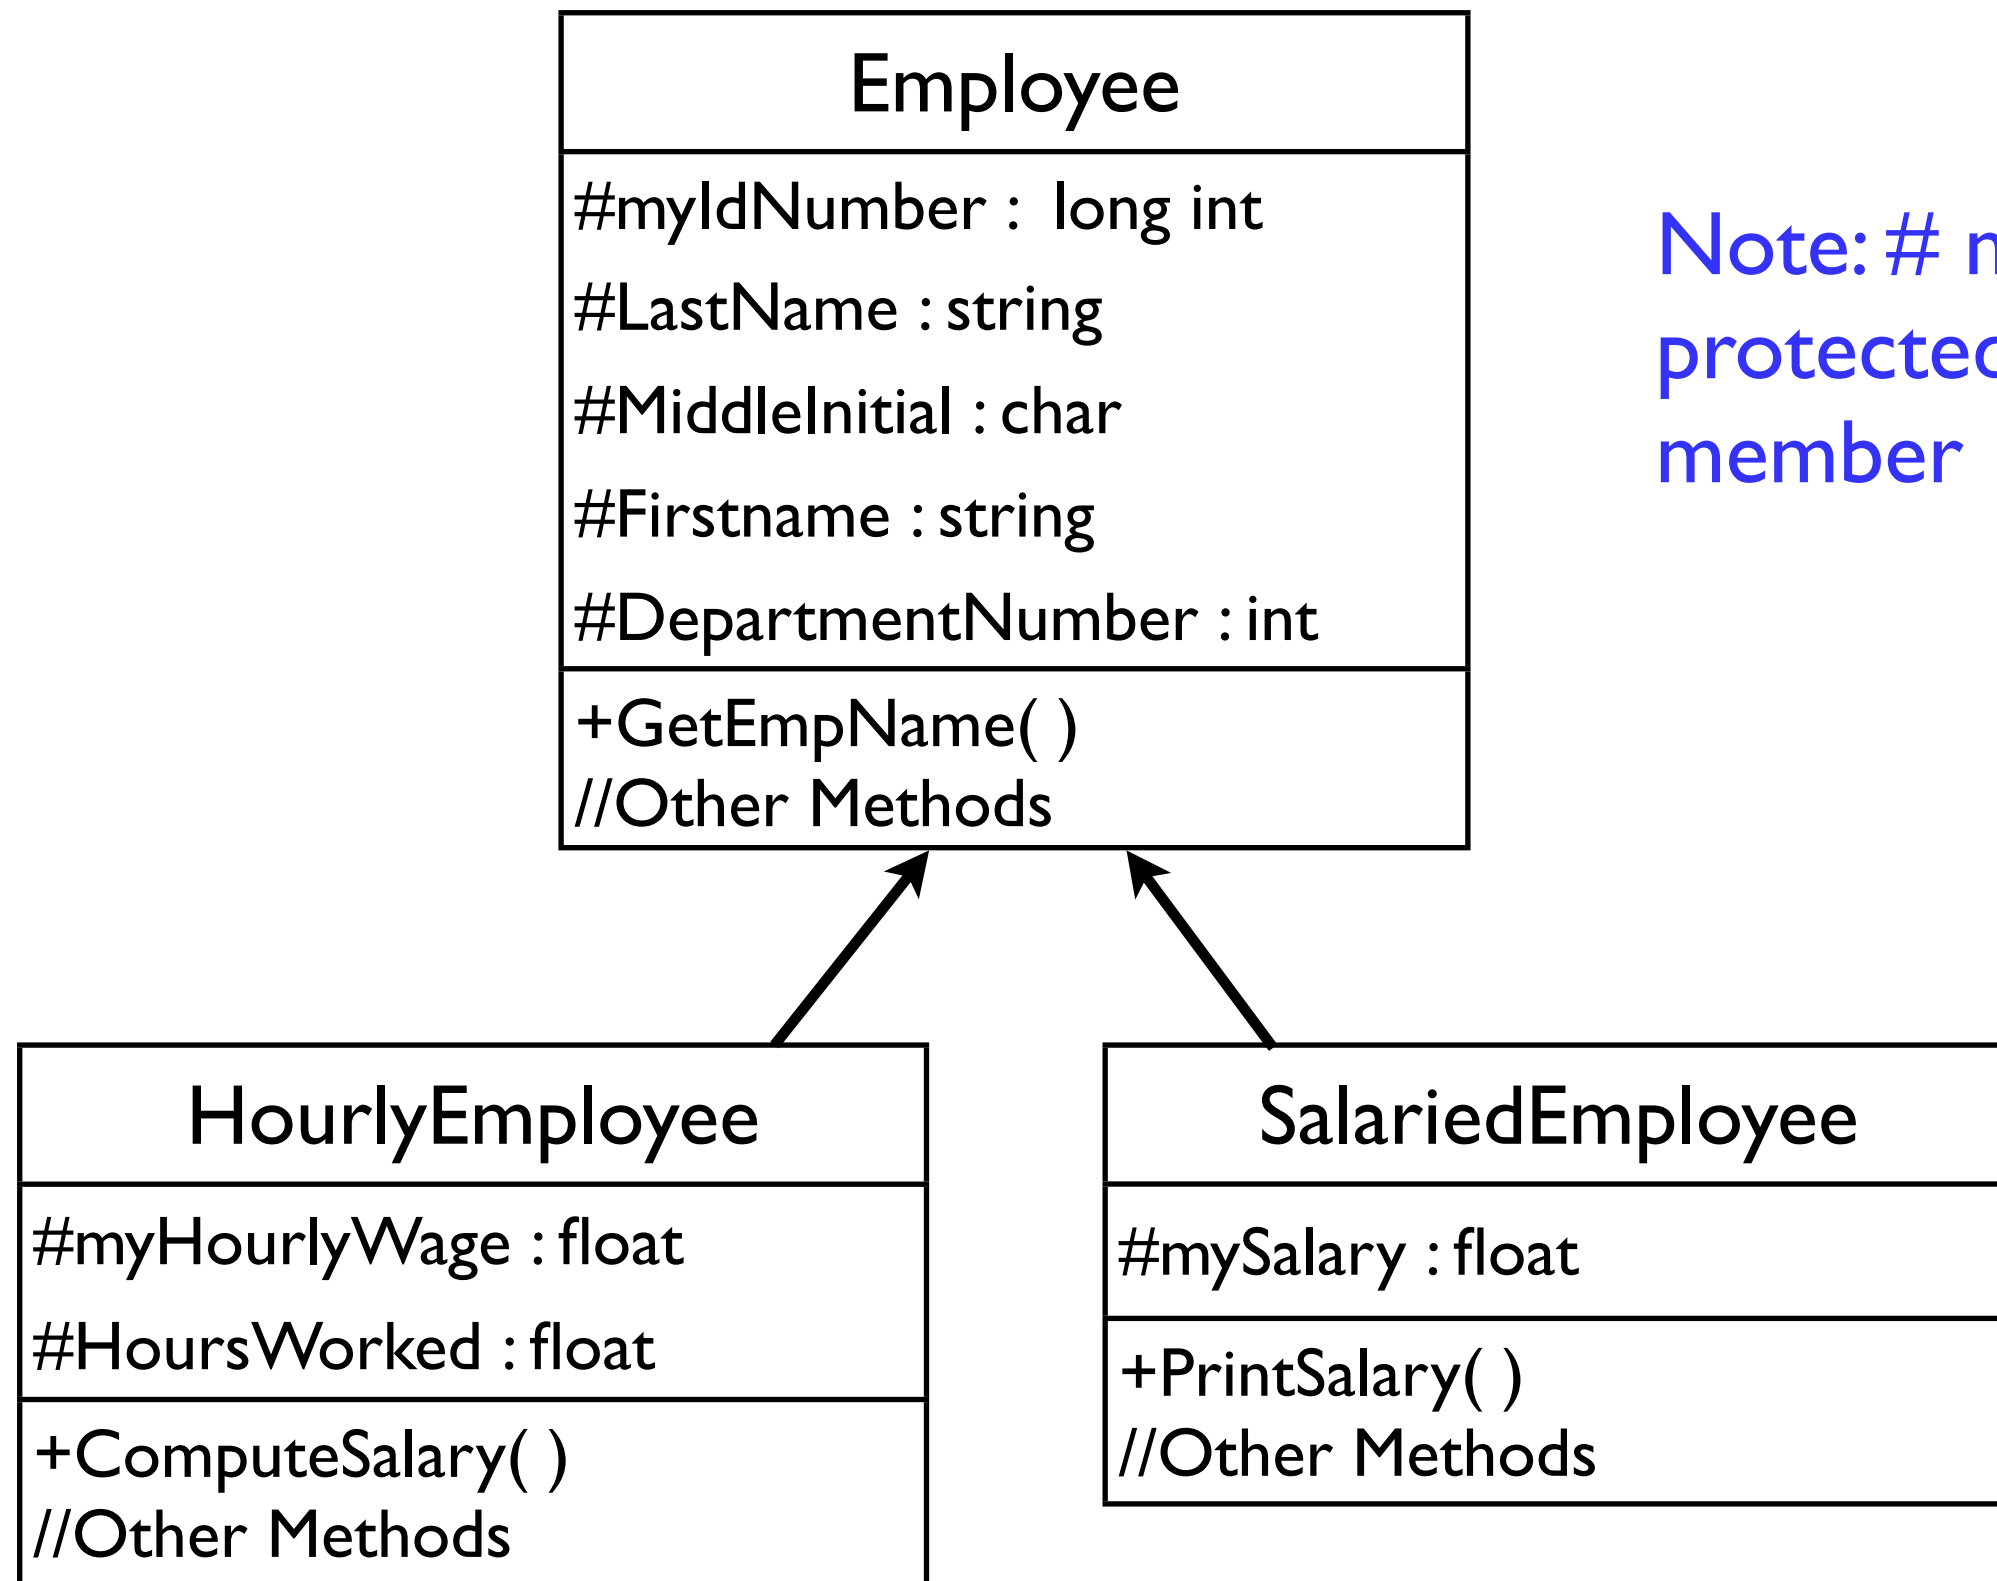 Employee
#myIdNumber :  long int
#LastName : string
#MiddleInitial : char
#Firstname : string
#DepartmentNumber : int
+GetEmpName( )
//Other Methods
Note: #
protected
member
HourlyEmployee
#myHourlyWage : float
#HoursWorked : float
+ComputeSalary( )
//Other Methods
SalariedEmployee
#mySalary : float
+PrintSalary( )
//Other Methods